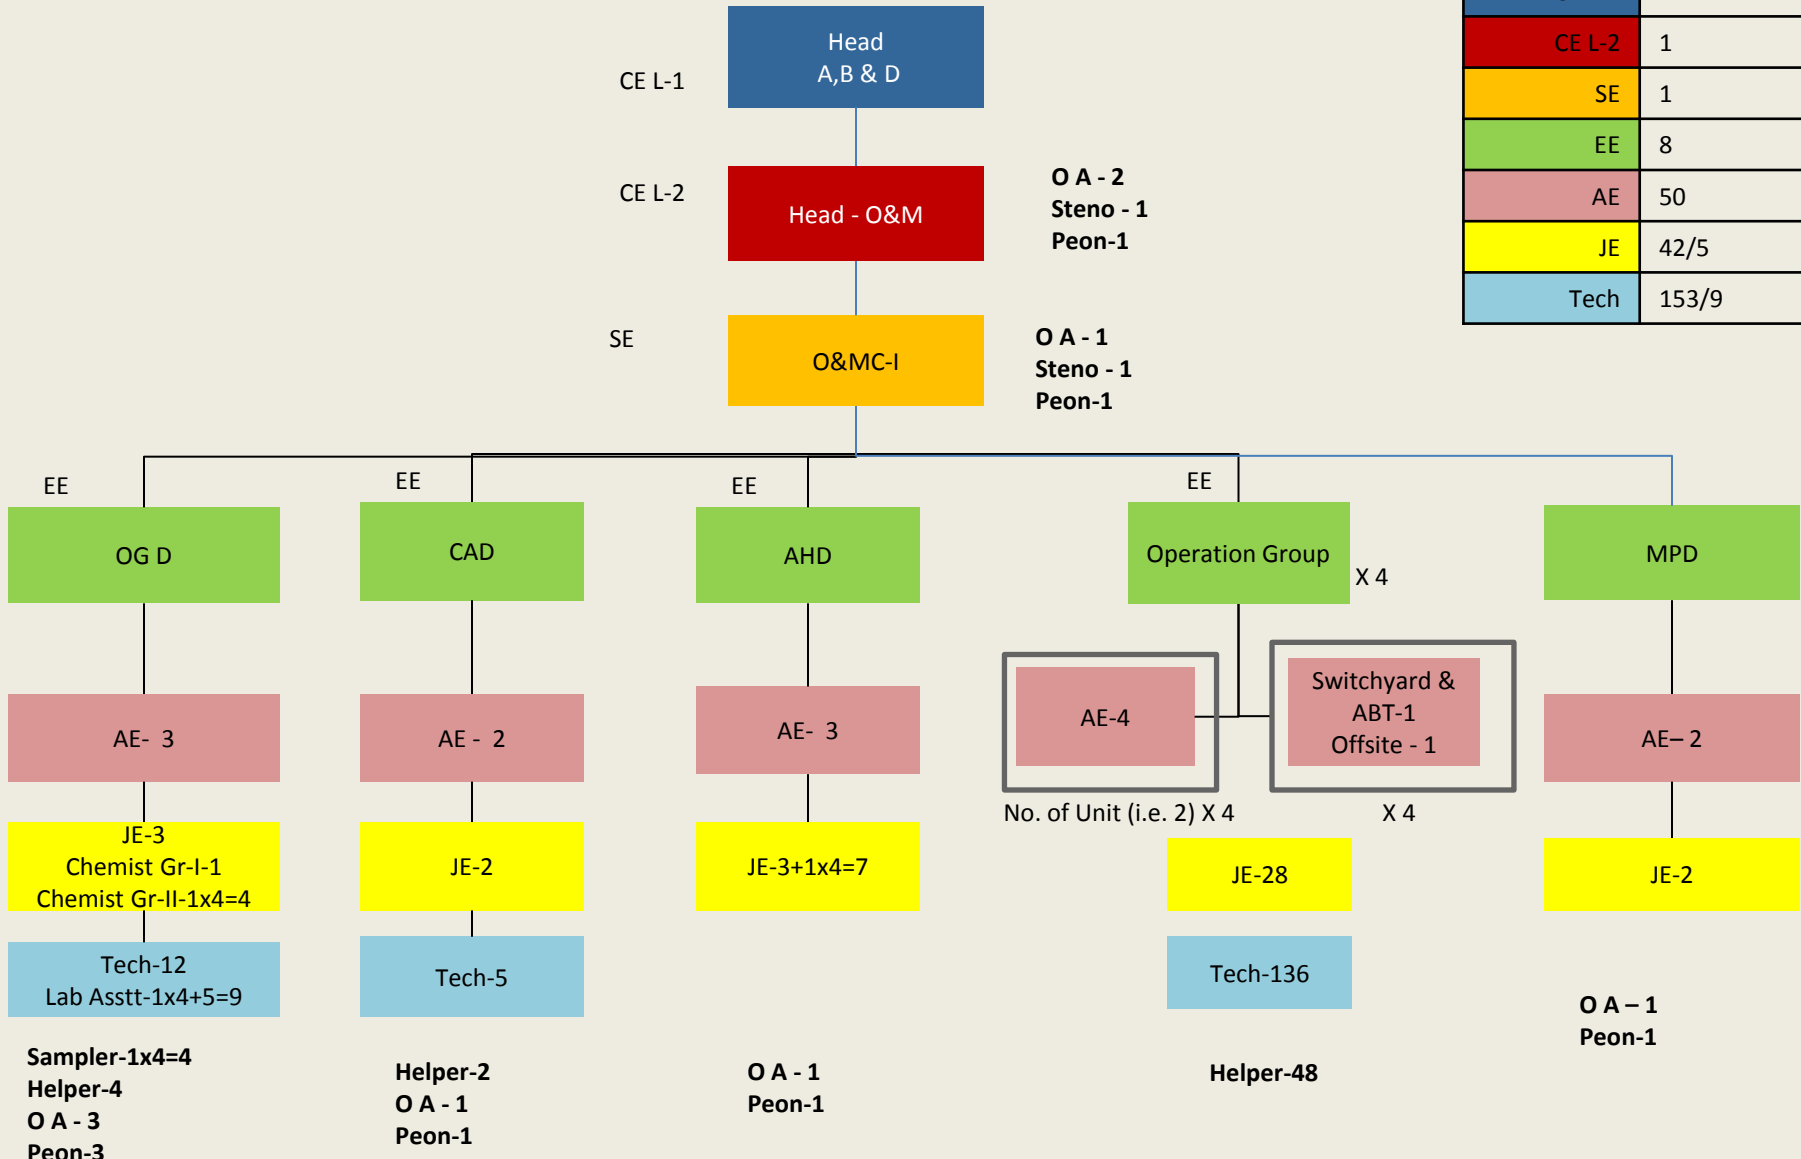 Head
A,B & D
CE L-1
CE L-2
Head - O&M
O A - 2
Steno - 1
Peon-1
SE
O&MC-I
O A - 1
Steno - 1
Peon-1
CE L-2 1
SE 1
EE 8
AE 50
JE 42/5
Tech 153/9
EE
EE
EE
EE
OG D
CAD
AHD
Operation Group
X 4
MPD
AE- 3
AE - 2
AE- 3
AE-4
Switchyard &
ABT-1
Offsite - 1
AE– 2
No. of Unit (i.e. 2) X 4
X 4
JE-3
Chemist Gr-I-1
Chemist Gr-II-1x4=4
JE-2
JE-3+1x4=7
JE-28
JE-2
Tech-12
Lab Asstt-1x4+5=9
Tech-5
Tech-136
Sampler-1x4=4
Helper-4
O A - 3
Peon-3
Helper-2
O A - 1
Peon-1
O A - 1
Peon-1
Helper-48
O A – 1
Peon-1